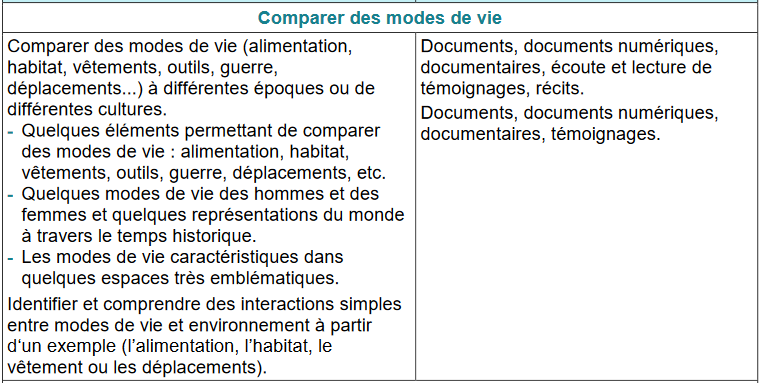 Comparer des modes de vie
Comparer des modes de vie (alimentation,
habitat, vêtements, outils, guerre,
déplacements...) à différentes époques ou de
différentes cultures.
- Quelques éléments permettant de comparer
des modes de vie : alimentation, habitat,
vêtements, outils, guerre, déplacements, etc.
- Quelques modes de vie des hommes et des
femmes et quelques représentations du monde
à travers le temps historique.
- Les modes de vie caractéristiques dans
quelques espaces très emblématiques.
Identifier et comprendre des interactions simples
entre modes de vie et environnement à partir
d‘un exemple (l’alimentation, l’habitat, le
vêtement ou les déplacements).
Documents, documents numériques,
documentaires, écoute et lecture de
témoignages, récits.
Documents, documents numériques,
documentaires, témoignages.